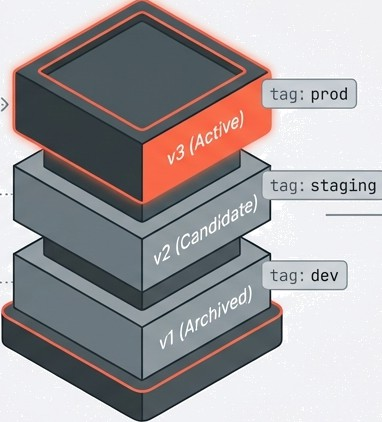 tag: prod
v3 (Active)
tag: staging
v2 (Candidate)
tag: dev
v1 (Archived)